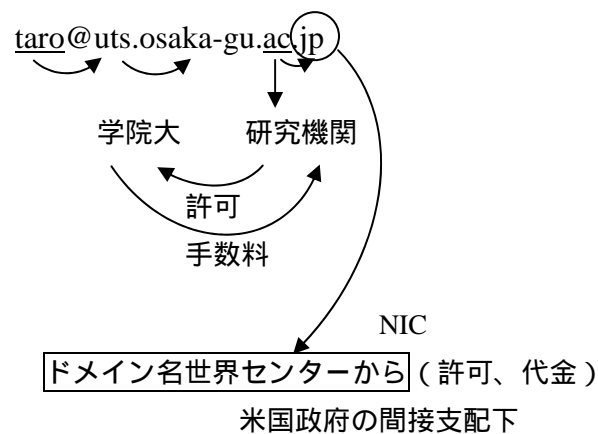 taro@uts.osaka-gu.ac.jp
学院大 研究機関
許可
手数料
NIC
ドメイン名世界センターから(許可、代金)
米国政府の間接支配下